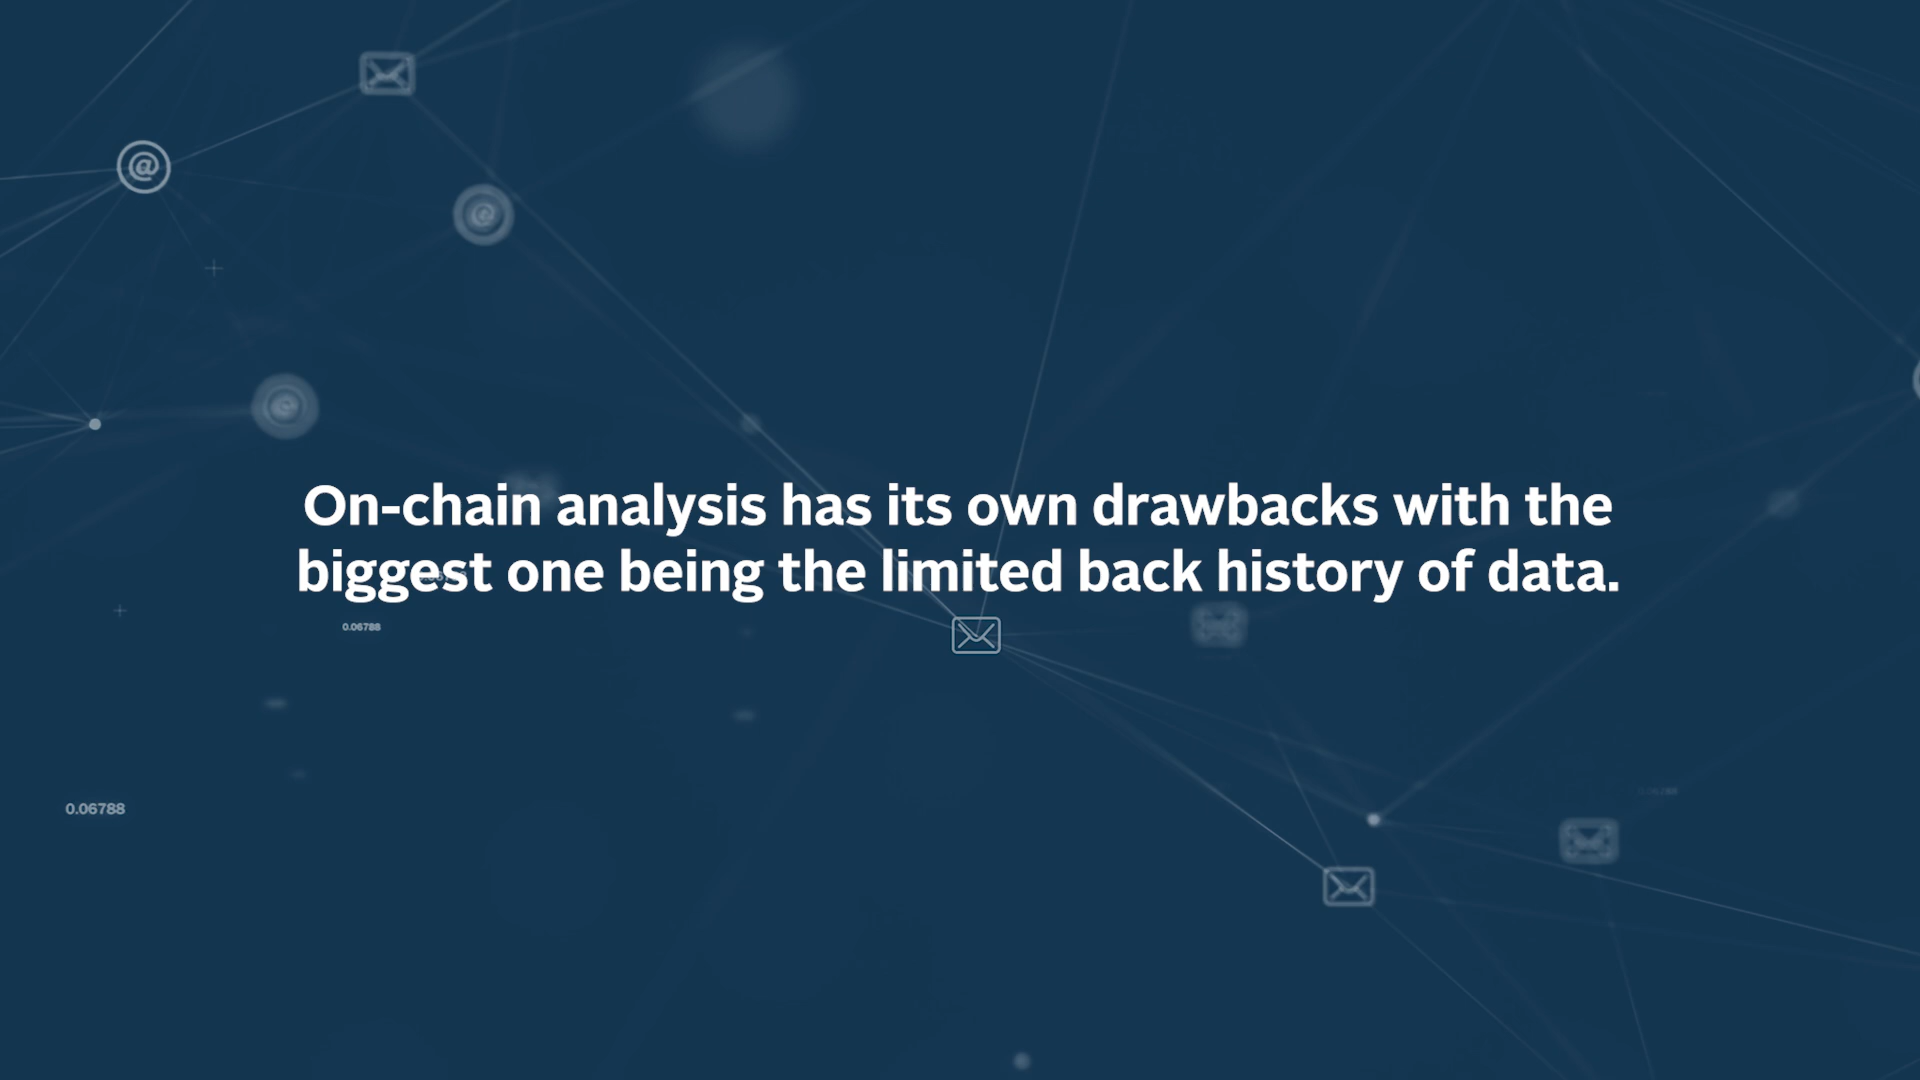 On-chain analysis has its own drawbacks with the
biggest one being the limited back history of data.
0.06788
0.06788